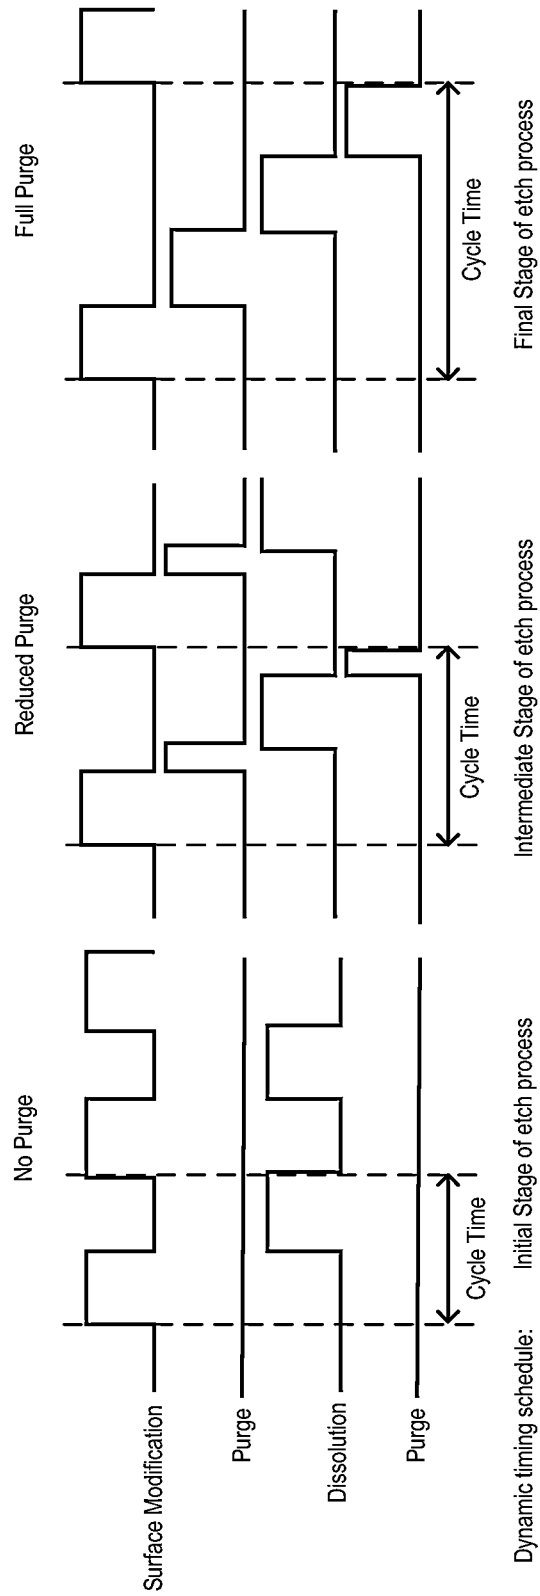 No Purge
Reduced Purge
Full Purge
Surface Modification
Purge
Dissolution
Purge
Cycle Time
Cycle Time
Cycle Time
Dynamic timing schedule:
Initial Stage of etch process
Intermediate Stage of etch process
Final Stage of etch process